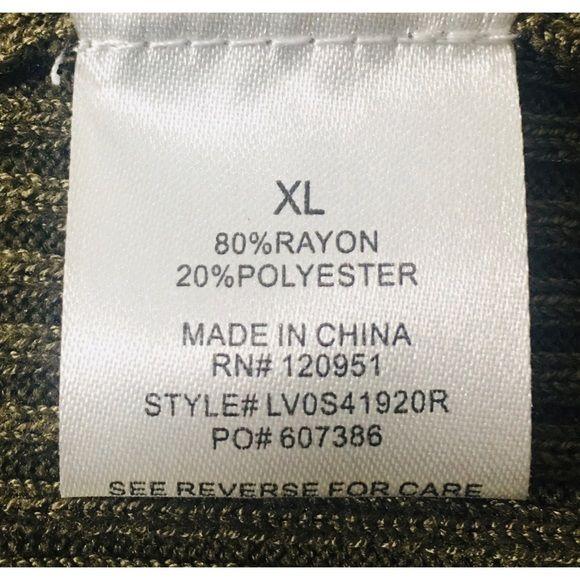 XL
80%RAYON
20%POLYESTER
MADE IN CHINA
RN# 120951
STYLE# LV0S41920R
PO# 607386
SEE REVERSE FOR CARE